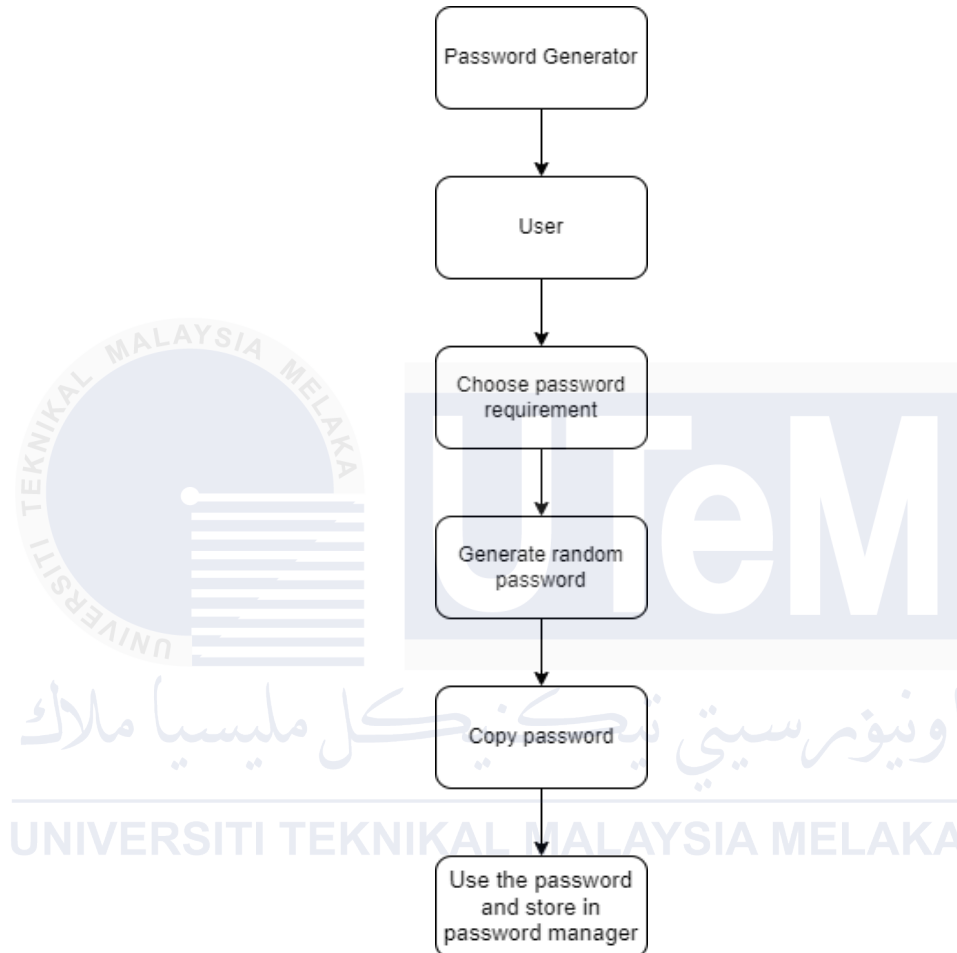 Password Generator
User
UNIVERSITI TEKNIKAL MALAYSIA MELAKA
Choose password
requirement
UTeM
Generate random
password
اونيۏرسيتي تيكنيكل مليسيا ملاك
Copy password
UNIVERSITI TEKNIKAL MALAYSIA MELAKA
Use the password
and store in
password manager